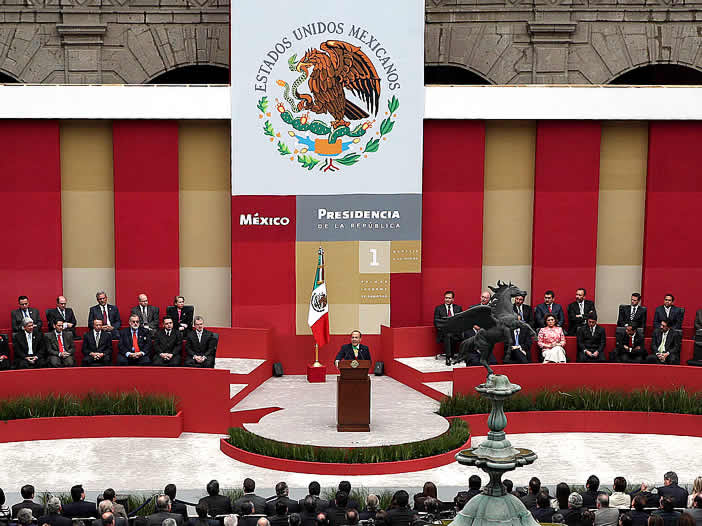 ESTADOS UNIDOS MEXICANOS
México
PRESIDENCIA
DE LA REPÚBLICA
1